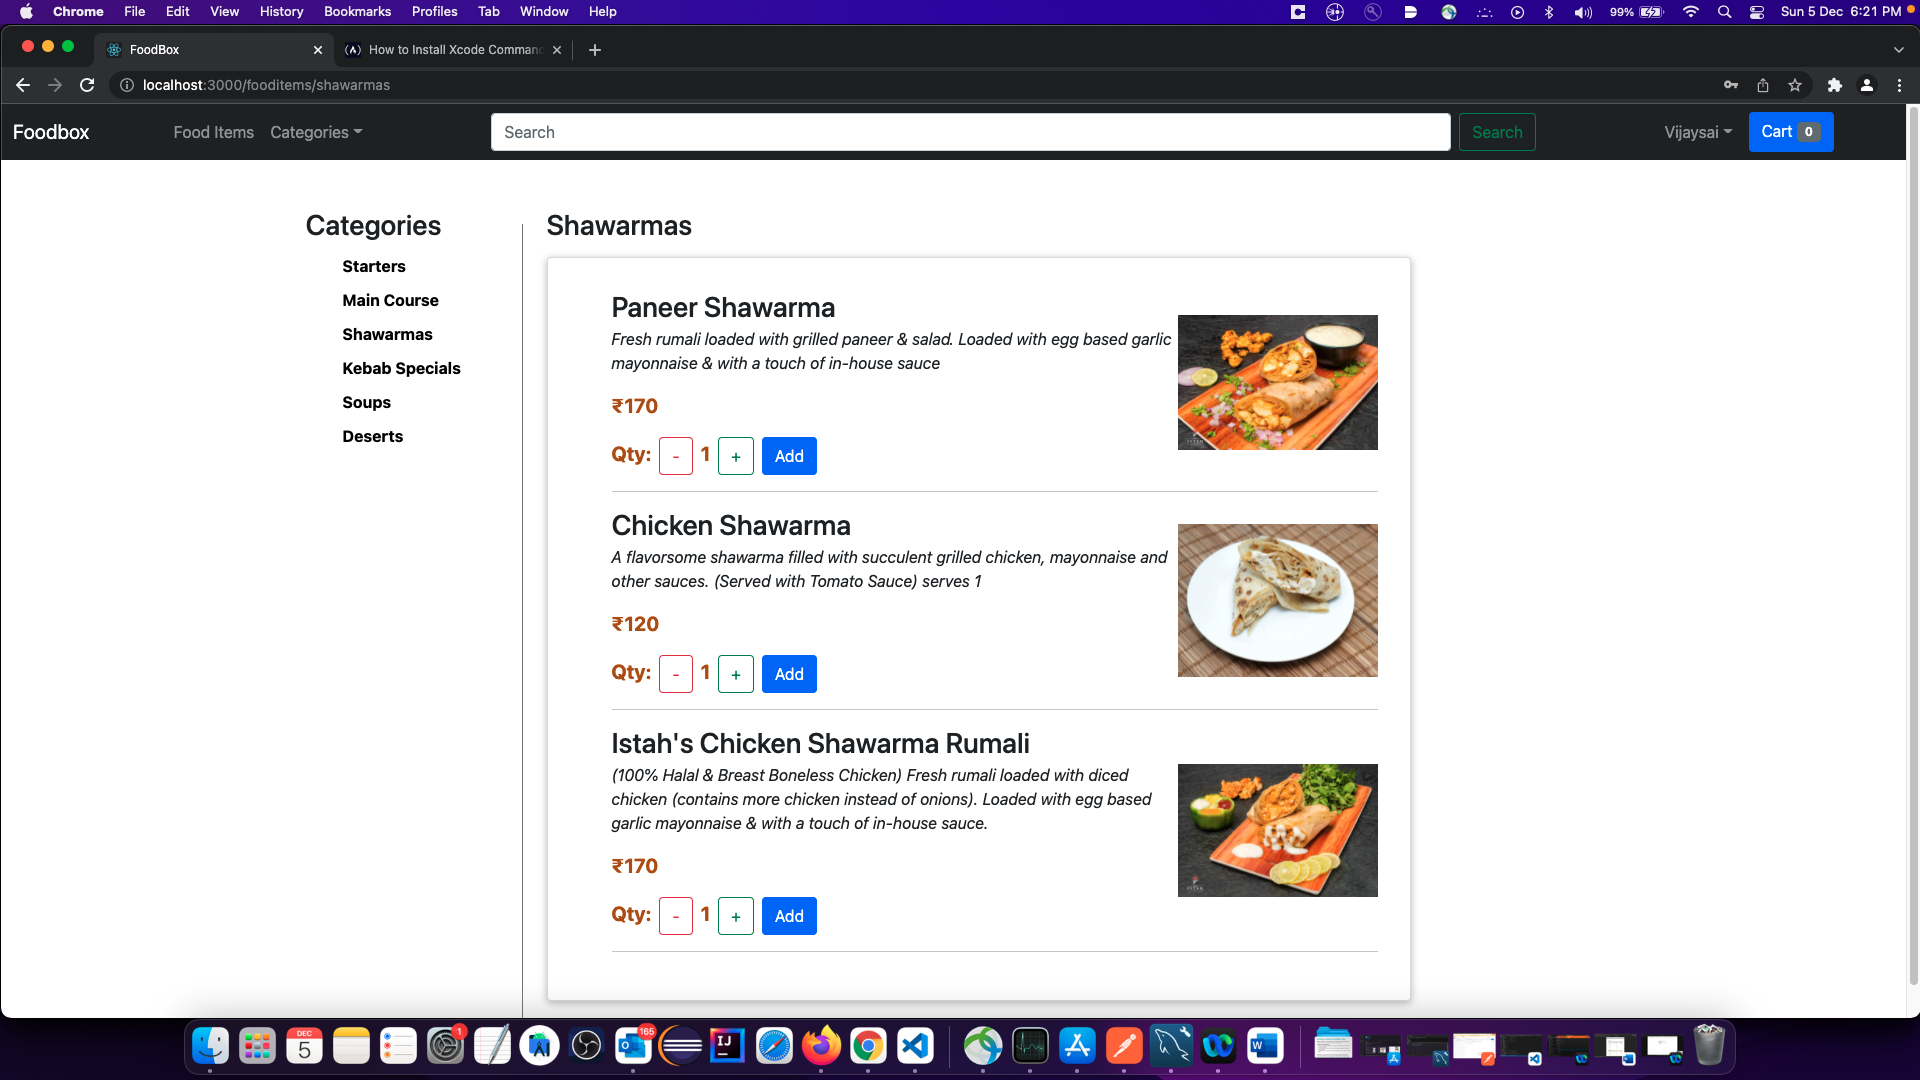 Chrome File Edit View History Bookmarks Profiles Tab Window Help 99% Sun 5 Dec 6:21 PM
FoodBox How to Install Xcode Comman
localhost:3000/fooditems/shawarmas
Foodbox Food Items Categories Search Search Vijaysai Cart 0
Categories
Starters
Main Course
Shawarmas
Kebab Specials
Soups
Deserts
Shawarmas
Paneer Shawarma
Fresh rumali loaded with grilled paneer & salad. Loaded with egg based garlic
mayonnaise & with a touch of in-house sauce
₹170
Qty: - 1 + Add
Chicken Shawarma
A flavorsome shawarma filled with succulent grilled chicken, mayonnaise and
other sauces. (Served with Tomato Sauce) serves 1
₹120
Qty: - 1 + Add
Istah's Chicken Shawarma Rumali
(100% Halal & Breast Boneless Chicken) Fresh rumali loaded with diced
chicken (contains more chicken instead of onions). Loaded with egg based
garlic mayonnaise & with a touch of in-house sauce.
₹170
Qty: - 1 + Add
DEC
5
1
165
IJ
W